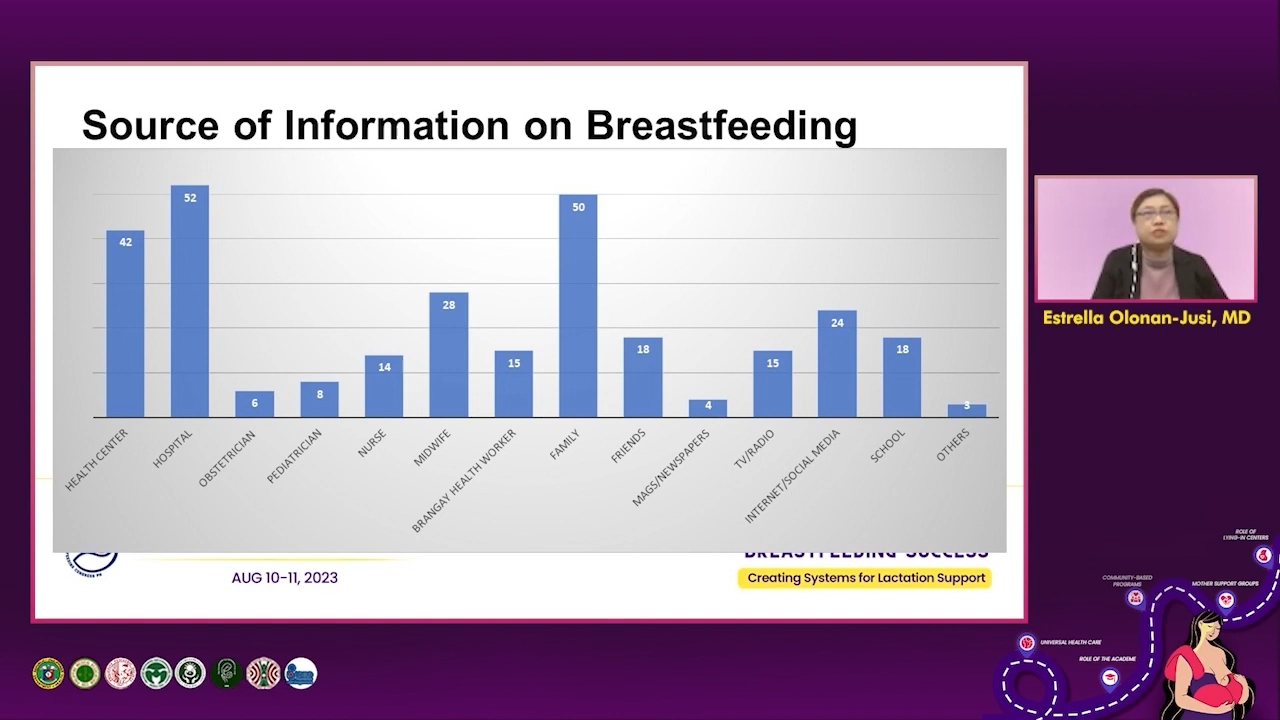 Source of Information on Breastfeeding
42
52
6
8
14
28
15
50
18
4
15
24
18
3
HEALTH CENTER
HOSPITAL
OBSTETRICIAN
PEDIATRICIAN
NURSE
MIDWIFE
BRANGAY HEALTH WORKER
FAMILY
FRIENDS
MAGS/NEWSPAPERS
TV/RADIO
INTERNET/SOCIAL MEDIA
SCHOOL
OTHERS
BREASTFEEDING SUCCESS
AUG 10-11, 2023
Creating Systems for Lactation Support
Estrella Olonan-Jusi, MD
ROLE OF
LYING-IN CENTERS
COMMUNITY-BASED
PROGRAMS
MOTHER SUPPORT GROUPS
UNIVERSAL HEALTH CARE
ROLE OF THE ACADEME